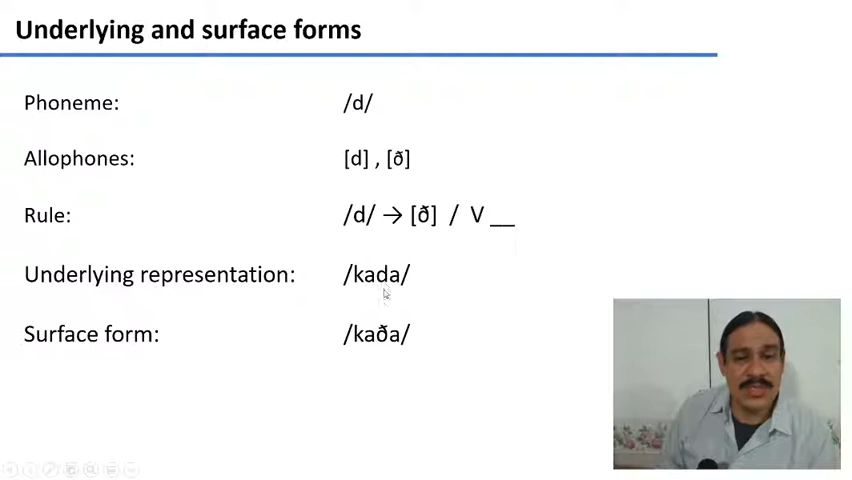 Underlying and surface forms
Phoneme: /d/
Allophones: [d] , [ð]
Rule: /d/ → [ð] / V __
Underlying representation: /kada/
Surface form: /kaða/